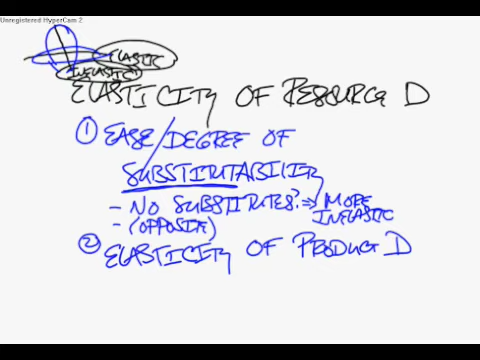 Unregistered HyperCam 2
ELASTIC
INELASTIC
ELASTICITY OF RESOURCE D
① EASE/DEGREE OF
SUBSTITUTABILITY
- NO SUBSTITUTES? ⇒ MORE
INELASTIC
- (OPPOSITE)
② ELASTICITY OF PRODUCT D